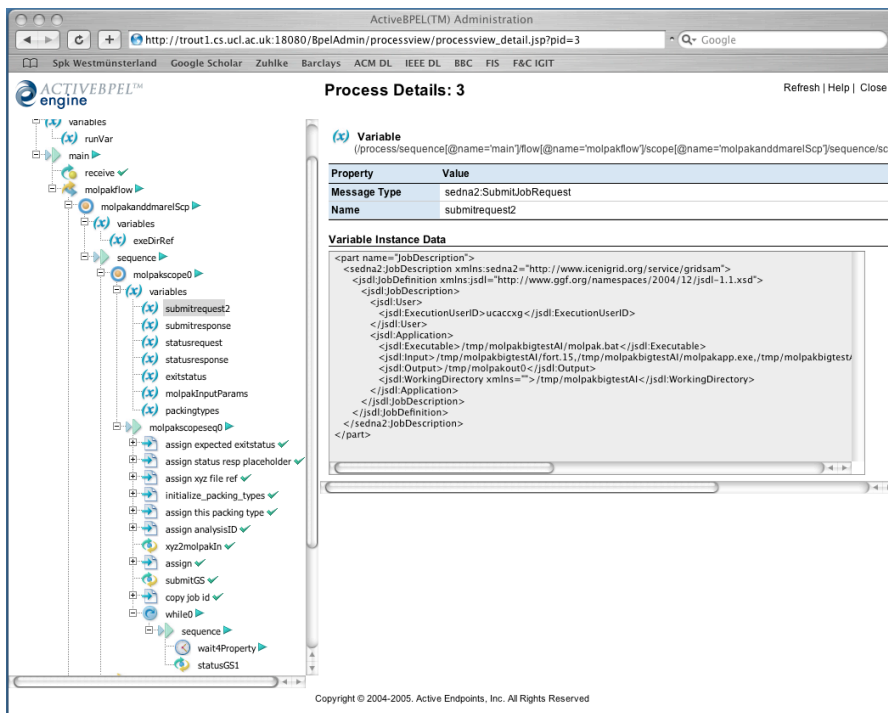 ActiveBPEL(TM) Administration
http://trout1.cs.ucl.ac.uk:18080/BpelAdmin/processview/processview_detail.jsp?pid=3
Google
Spk Westmünsterland Google Scholar Zuhlke Barclays ACM DL IEEE DL BBC FIS F&C IGIT
ACTIVEBPEL™
engine
Process Details: 3
Refresh | Help | Close
(x) variables
(x) runVar
main
receive
molpakflow
molpakanddmarelScp
(x) variables
(x) exeDirRef
sequence
molpakscope0
(x) variables
(x) submitrequest2
(x) submitresponse
(x) statusrequest
(x) statusresponse
(x) exitstatus
(x) molpakInputParams
(x) packingtypes
molpakscopeseq0
assign expected exitstatus
assign status resp placeholder
assign xyz file ref
initialize_packing_types
assign this packing type
assign analysisID
xyz2molpakIn
assign
submitGS
copy job id
while0
sequence
wait4Property
statusGS1
(x) Variable
(/process/sequence[@name='main']/flow[@name='molpakflow']/scope[@name='molpakanddmarelScp']/sequence/sc
Property Value
Message Type sedna2:SubmitJobRequest
Name submitrequest2
Variable Instance Data
<part name="JobDescription">
<sedna2:JobDescription xmlns:sedna2="http://www.icenigrid.org/service/gridsam">
<jsdl:JobDefinition xmlns:jsdl="http://www.ggf.org/namespaces/2004/12/jsdl-1.1.xsd">
<jsdl:JobDescription>
<jsdl:User>
<jsdl:ExecutionUserID>ucaccxg</jsdl:ExecutionUserID>
</jsdl:User>
<jsdl:Application>
<jsdl:Executable>/tmp/molpakbigtestAI/molpak.bat</jsdl:Executable>
<jsdl:Input>/tmp/molpakbigtestAI/fort.15,/tmp/molpakbigtestAI/molpakapp.exe,/tmp/molpakbigtestA
<jsdl:Output>/tmp/molpakout0</jsdl:Output>
<jsdl:WorkingDirectory xmlns="">/tmp/molpakbigtestAI</jsdl:WorkingDirectory>
</jsdl:Application>
</jsdl:JobDescription>
</jsdl:JobDefinition>
</sedna2:JobDescription>
</part>
Copyright © 2004-2005. Active Endpoints, Inc. All Rights Reserved